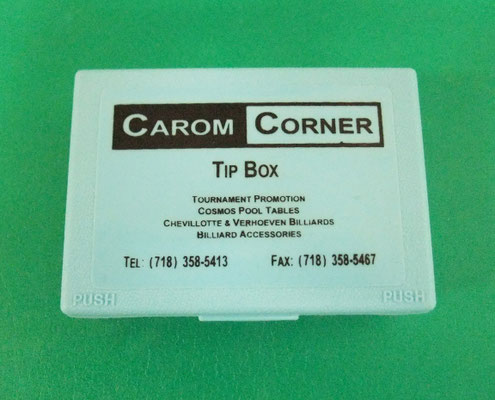 CAROM CORNER
TIP BOX
TOURNAMENT PROMOTION
COSMOS POOL TABLES
CHEVILLOTTE & VERHOEVEN BILLIARDS
BILLIARD ACCESSORIES
TEL: (718) 358-5413 FAX: (718) 358-5467
PUSH PUSH